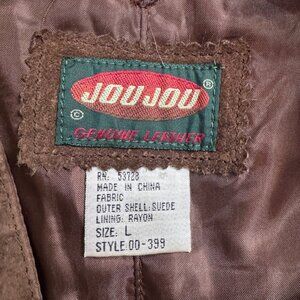 JOUJOU ®
©
GENUINE LEATHER
RN. 53728
MADE IN CHINA
FABRIC
OUTER SHELL:SUEDE
LINING: RAYON
SIZE: L
STYLE:00-399